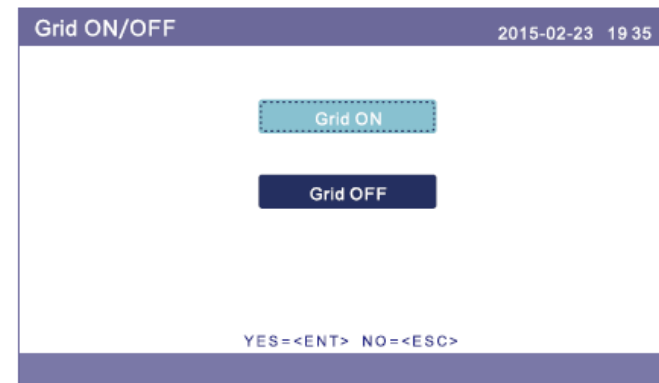 Grid ON/OFF 2015-02-23 19 35
Grid ON
Grid OFF
YES=<ENT> NO=<ESC>